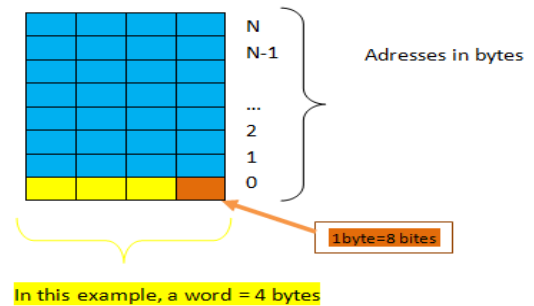 N
N-1
Adresses in bytes
...
2
1
0
1byte=8 bites
In this example, a word = 4 bytes